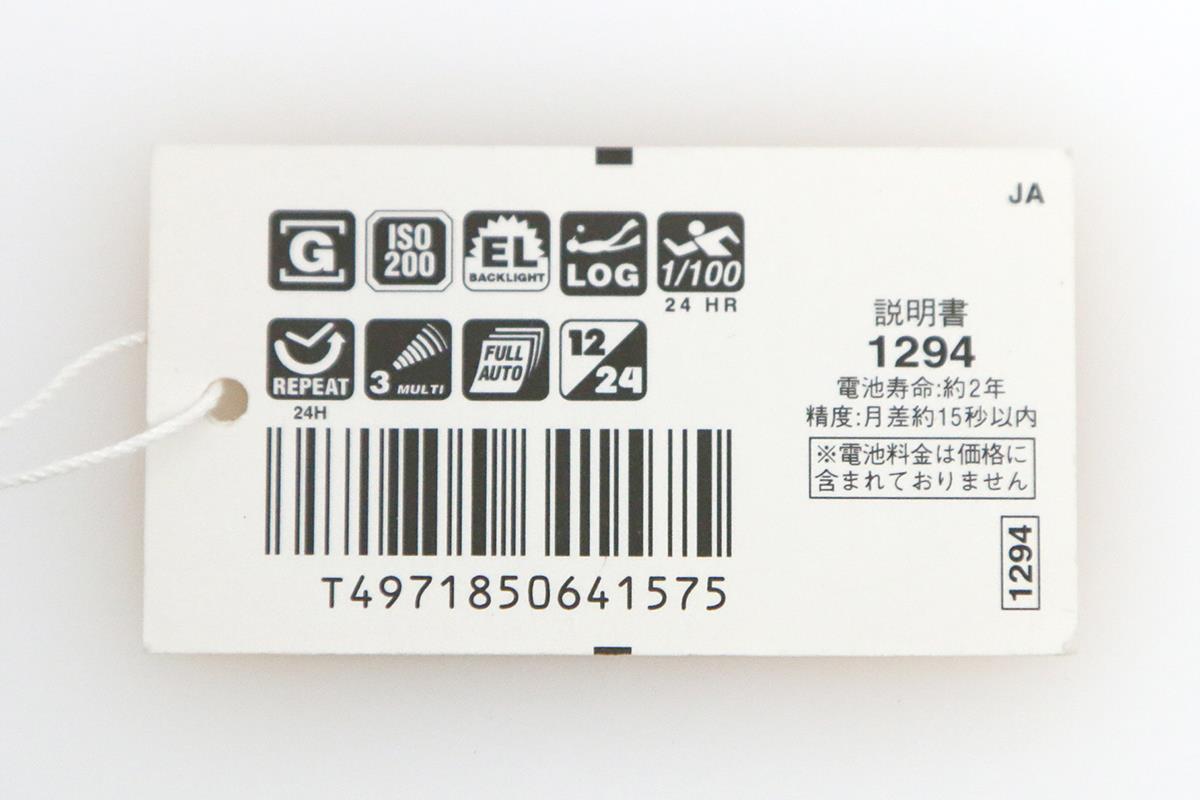 JA
G
ISO
200
EL
BACKLIGHT
LOG
1/100
24 HR
REPEAT
24H
3 MULTI
FULL
AUTO
12
24
T4971850641575
説明書
1294
電池寿命:約2年
精度:月差約15秒以内
※電池料金は価格に
含まれておりません
1294